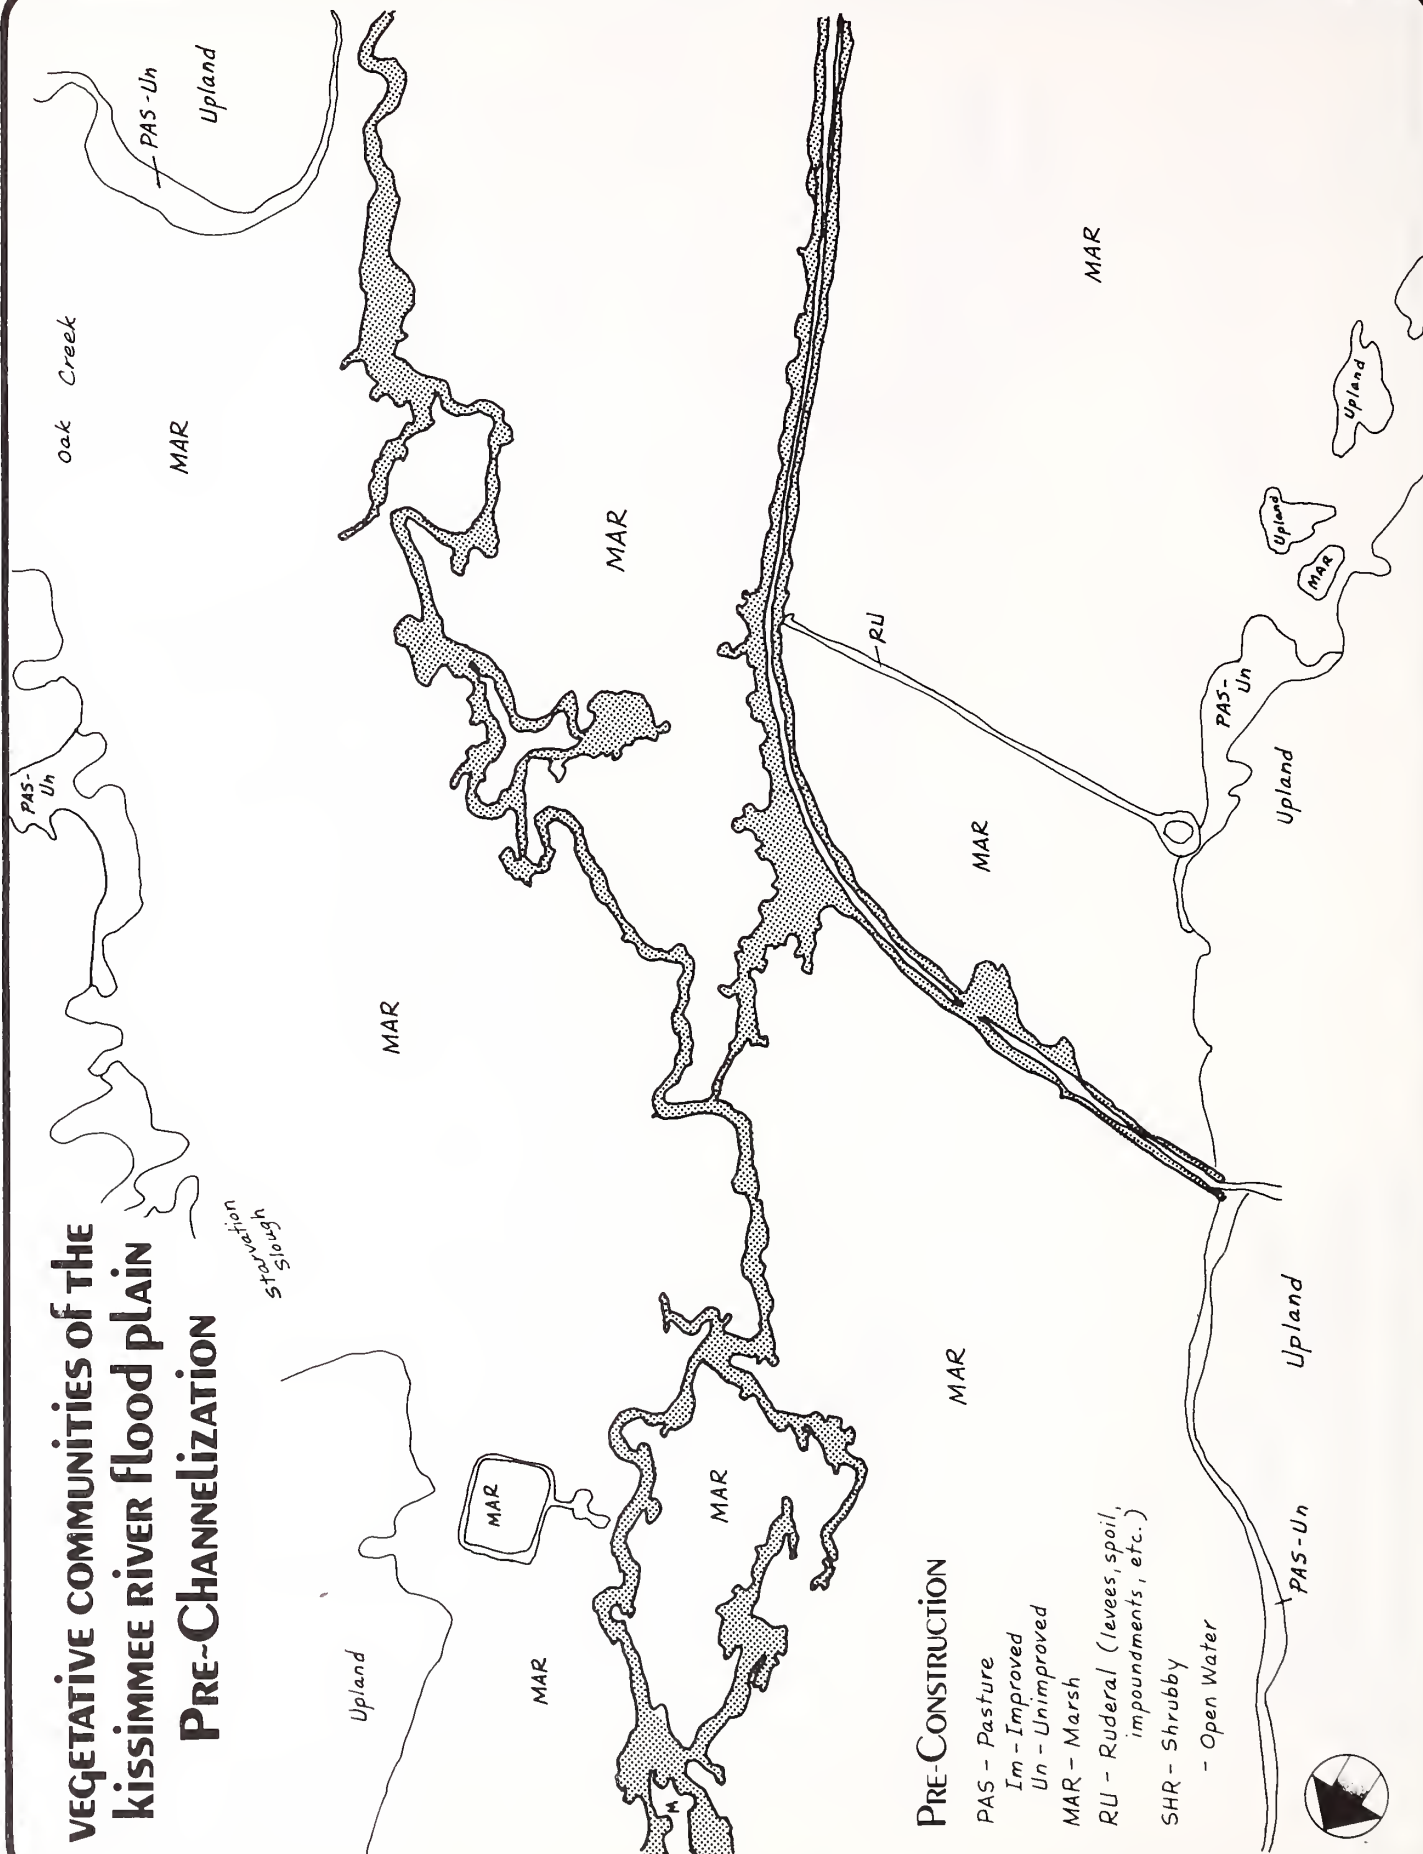 VEGETATIVE COMMUNITIES of THE
kissimmee RIVER flood plain
PRE~CHANNELIZATION
PAS-Un
Upland
Oak Creek
MAR
PAS-
Un
MAR
MAR
MAR
Starvation
Slough
Upland
MAR
MAR
MAR
M
RU
MAR
MAR
Upland
Upland
MAR
PAS-
Un
Upland
Upland
PAS-Un
PRE-CONSTRUCTION
PAS - Pasture
Im - Improved
Un - Unimproved
MAR - Marsh
RU - Ruderal (levees, spoil,
impoundments, etc.)
SHR - Shrubby
- Open Water